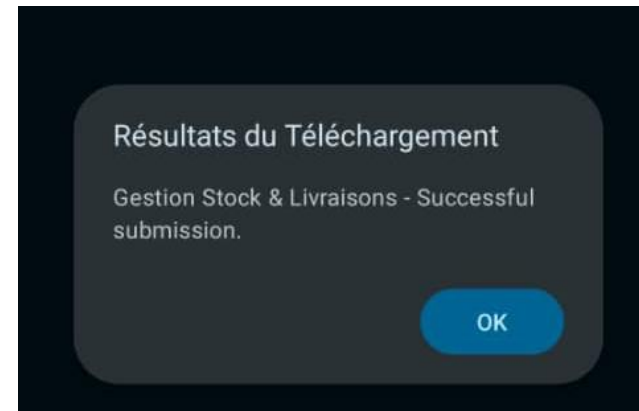 Résultats du Téléchargement
Gestion Stock & Livraisons - Successful
submission.
OK